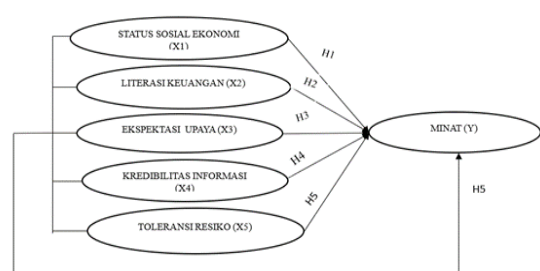 STATUS SOSIAL EKONOMI
(X1)
H1
LITERASI KEUANGAN (X2)
H2
EKSPEKTASI UPAYA (X3)
H3
MINAT (Y)
KREDIBILITAS INFORMASI
(X4)
H4
TOLERANSI RESIKO (X5)
H5
H5